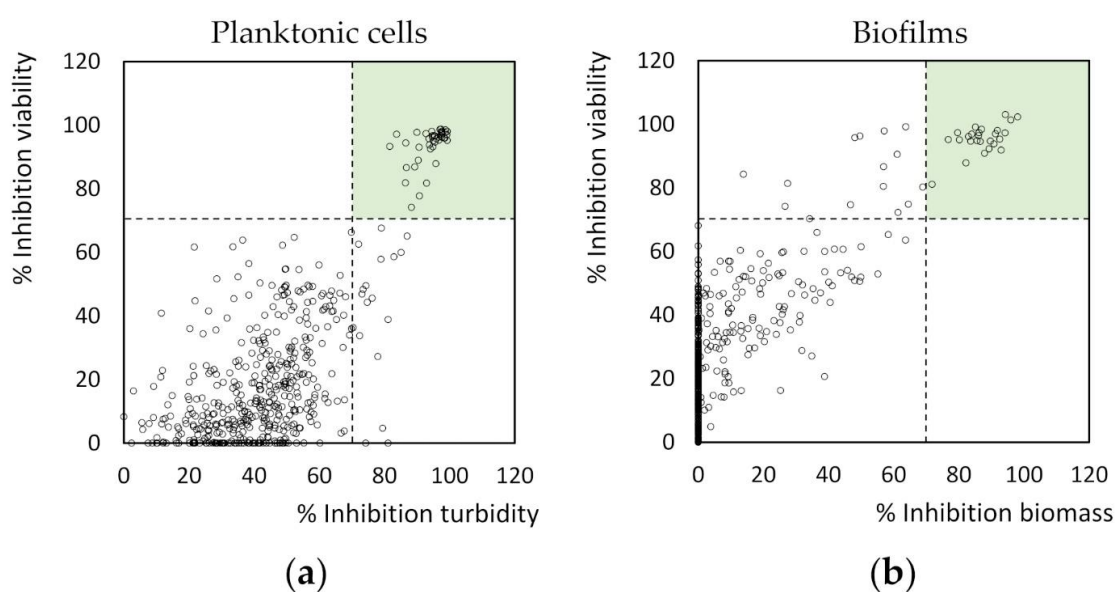 Planktonic cells
120
100
80
60
40
20
0
% Inhibition viability
0 20 40 60 80 100 120
% Inhibition turbidity
(a)
Biofilms
120
100
80
60
40
20
0
% Inhibition viability
0 20 40 60 80 100 120
% Inhibition biomass
(b)